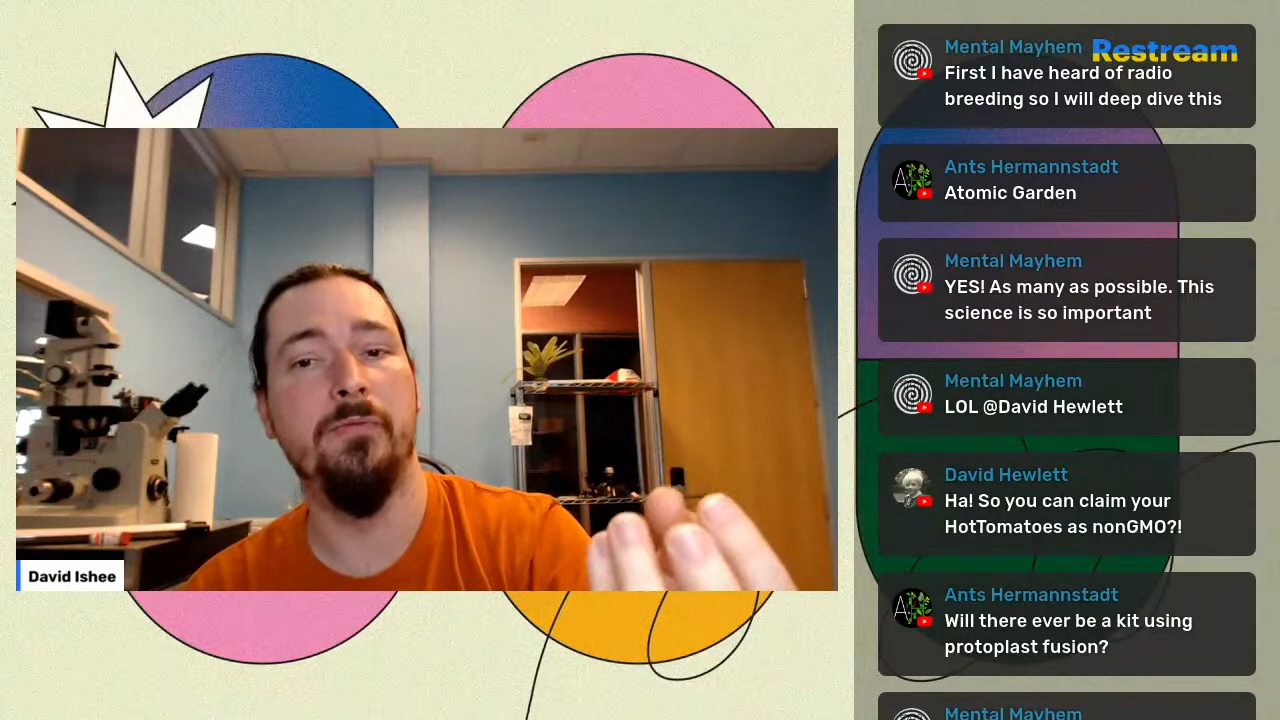 Restream
Mental Mayhem
First I have heard of radio
breeding so I will deep dive this
Ants Hermannstadt
Atomic Garden
Mental Mayhem
YES! As many as possible. This
science is so important
Mental Mayhem
LOL @David Hewlett
David Hewlett
Ha! So you can claim your
HotTomatoes as nonGMO?!
Ants Hermannstadt
Will there ever be a kit using
protoplast fusion?
Mental Mayhem
David Ishee